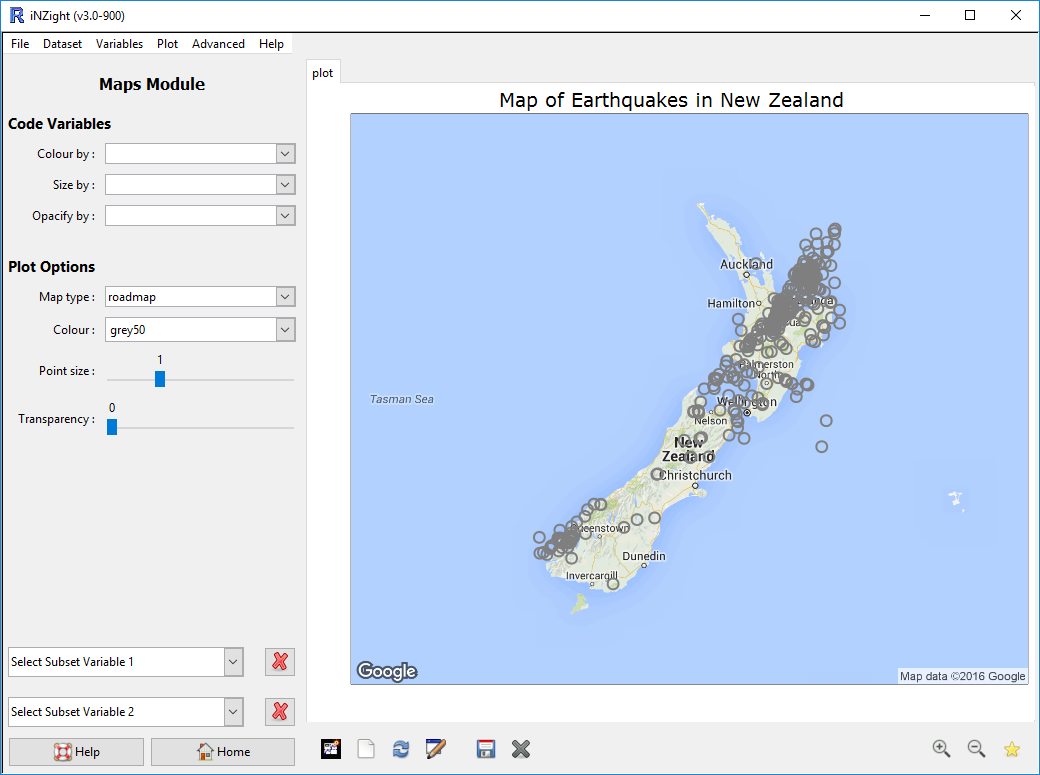 iNZight (v3.0-900)
File Dataset Variables Plot Advanced Help
Maps Module
Code Variables
Colour by :
Size by :
Opacify by :
Plot Options
Map type : roadmap
Colour : grey50
Point size : 1
Transparency : 0
Select Subset Variable 1
Select Subset Variable 2
Help Home
plot
Map of Earthquakes in New Zealand
Auckland
Hamilton
Palmerston
North
Tasman Sea
Wellington
Nelson
New
Zealand
Christchurch
Queenstown
Dunedin
Invercargill
Google
Map data ©2016 Google